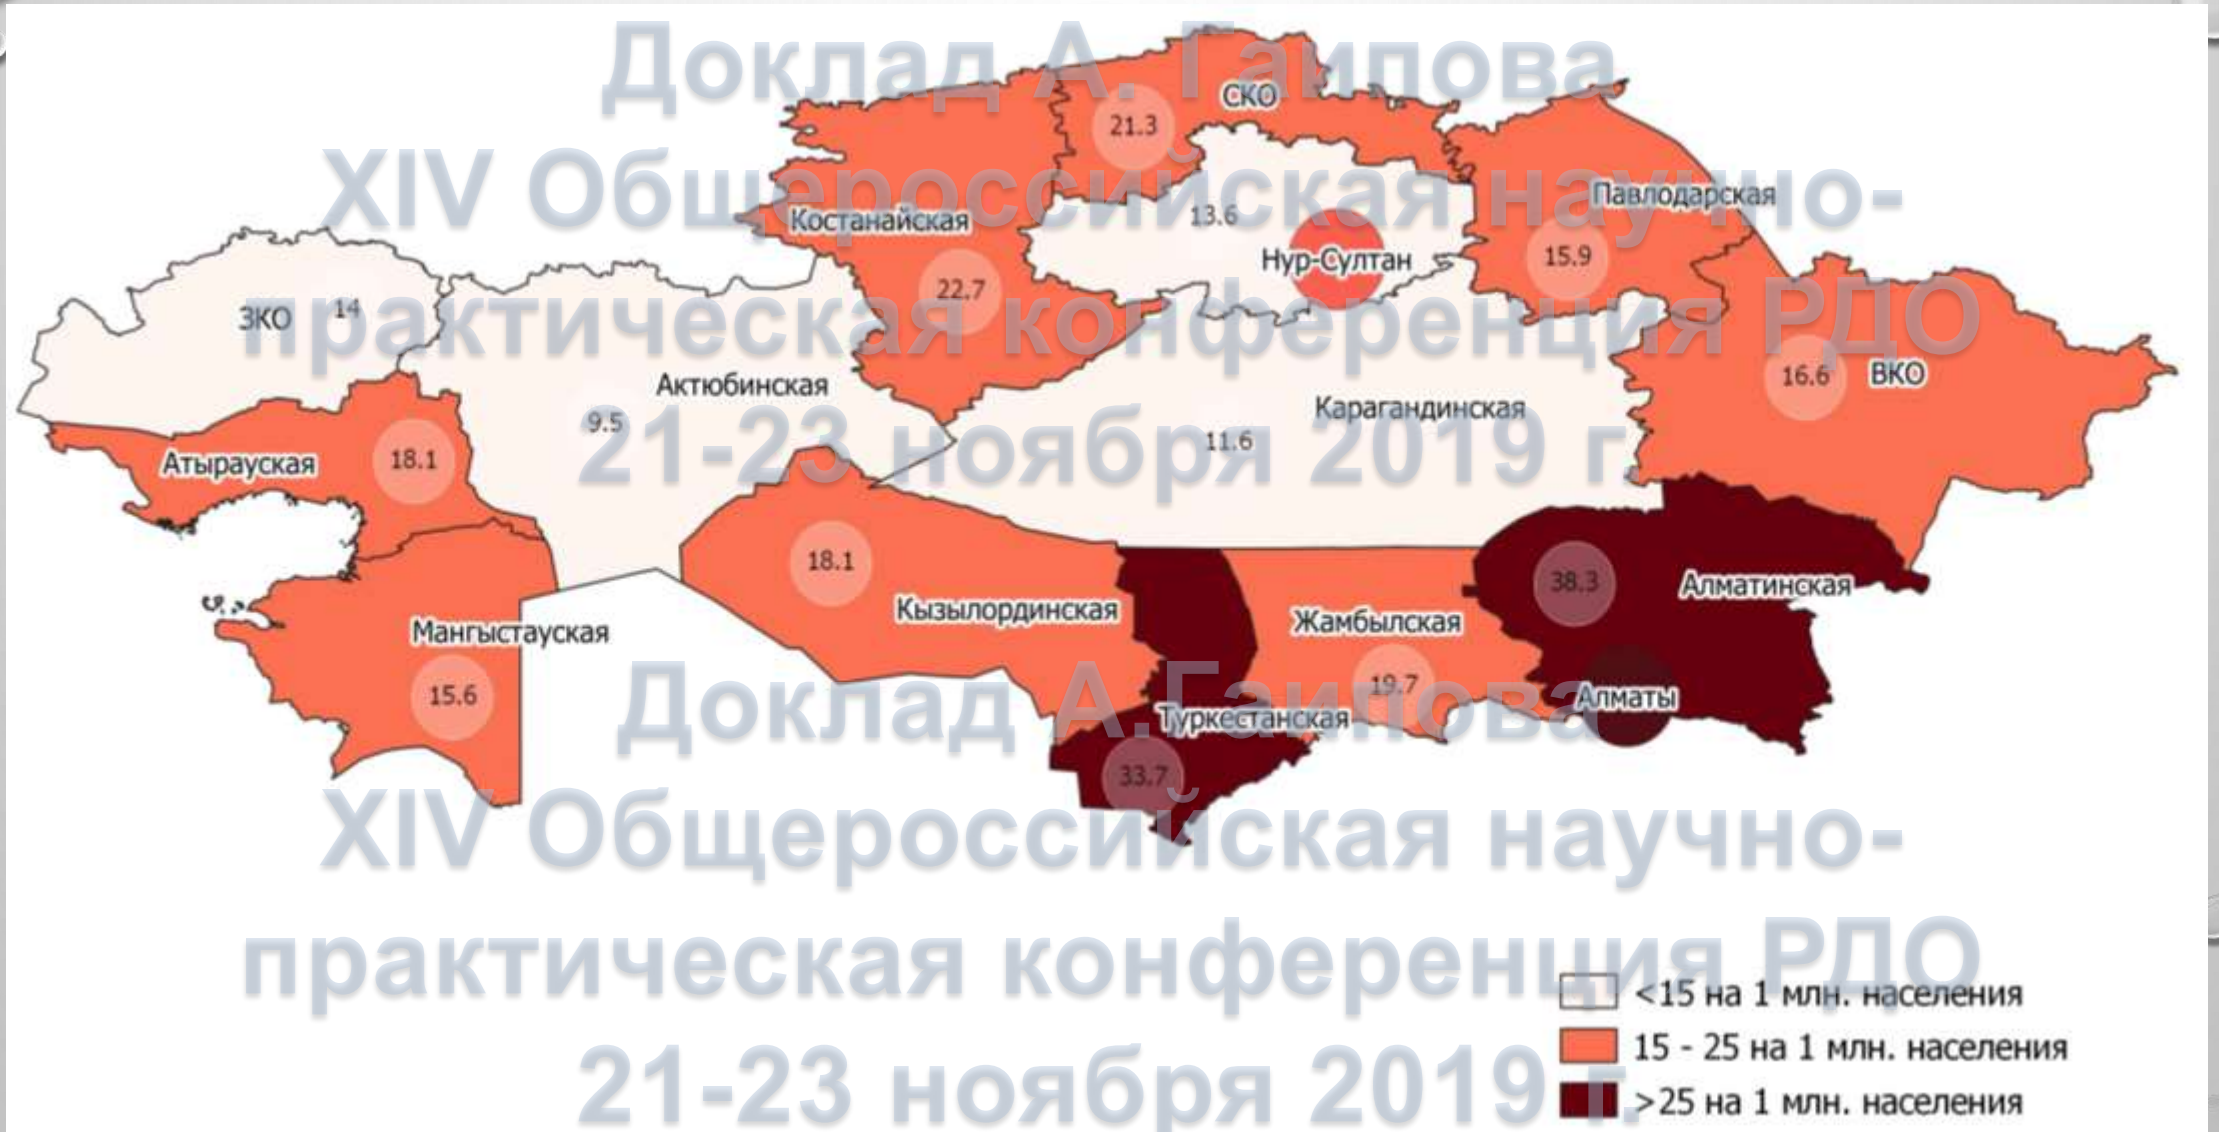 Доклад А. Гаипова
СКО
21.3
XIV Общероссийская научно-
Павлодарская
Костанайская
13.6
Нур-Султан
15.9
22.7
ЗКО 14
практическая конференция РДО
16.6 ВКО
Актюбинская
9.5
Карагандинская
11.6
21-23 ноября 2019 г.
Атырауская 18.1
18.1
38.3
Алматинская
Кызылординская
Жамбылская
Мангыстауская
15.6
19.7
Алматы
Доклад А.Гаипова
Туркестанская
33.7
XIV Общероссийская научно-
практическая конференция РДО
<15 на 1 млн. населения
15 - 25 на 1 млн. населения
21-23 ноября 2019 г.
>25 на 1 млн. населения